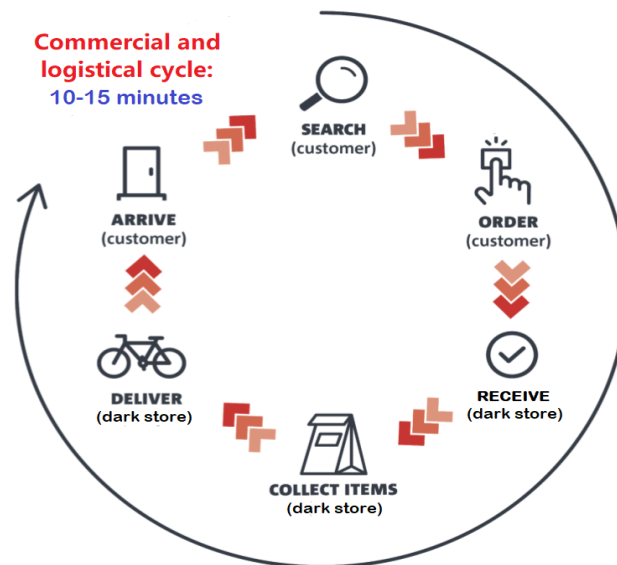 Commercial and
logistical cycle:
10-15 minutes
SEARCH
(customer)
ORDER
(customer)
RECEIVE
(dark store)
COLLECT ITEMS
(dark store)
DELIVER
(dark store)
ARRIVE
(customer)